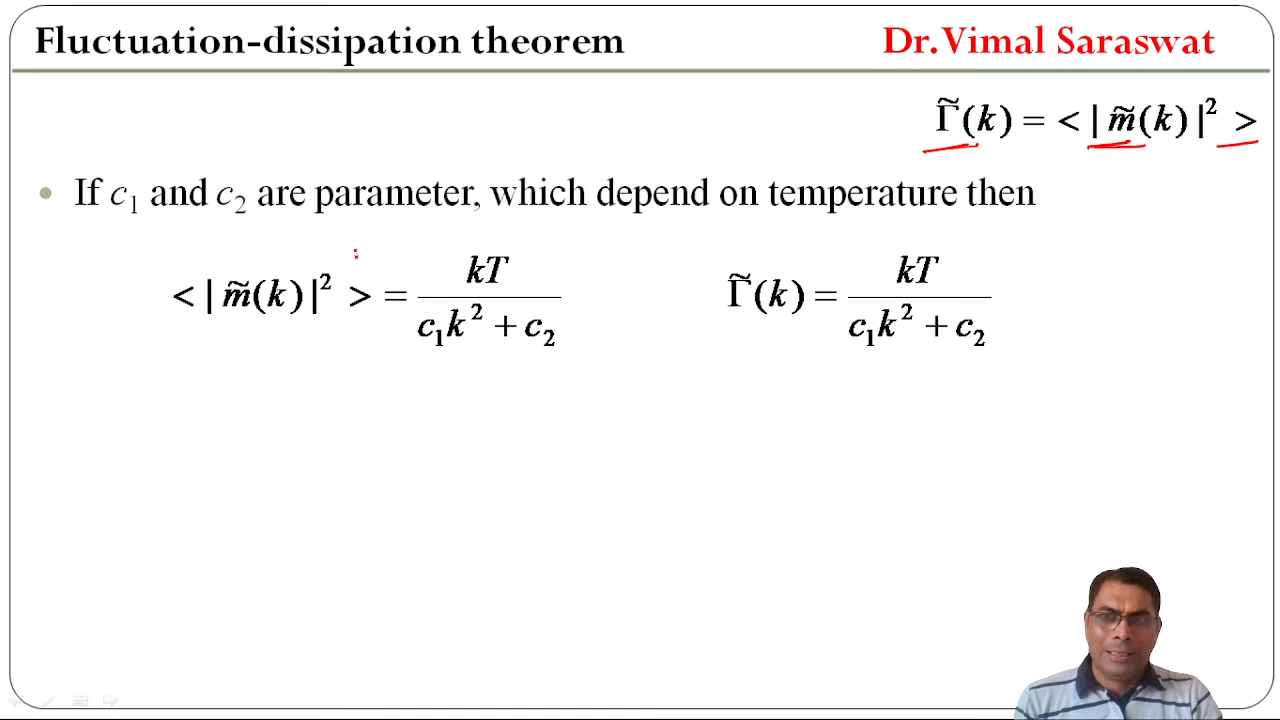 Fluctuation-dissipation theorem
Dr. Vimal Saraswat
Γ̃(k) = < | m̃(k) |² >
• If c₁ and c₂ are parameter, which depend on temperature then
< | m̃(k) |² > = kT / (c₁k² + c₂)
Γ̃(k) = kT / (c₁k² + c₂)